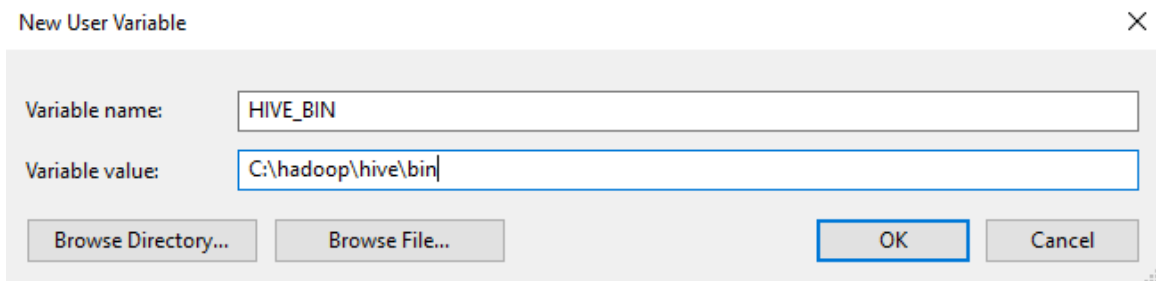 New User Variable
Variable name: HIVE_BIN
Variable value: C:\hadoop\hive\bin
Browse Directory... Browse File... OK Cancel